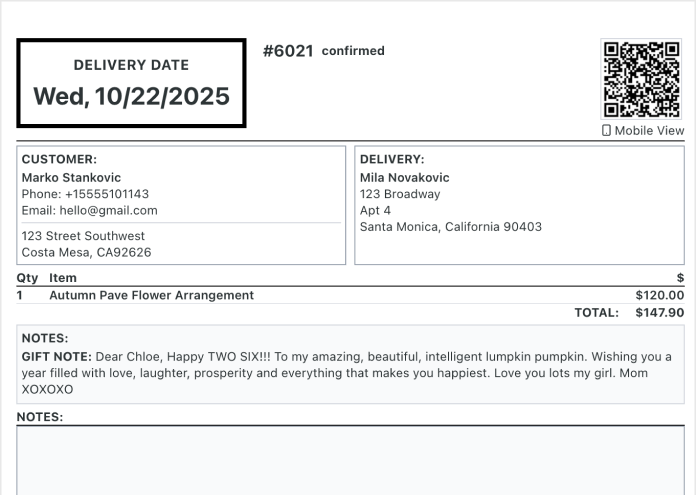 DELIVERY DATE
Wed, 10/22/2025
#6021 confirmed
Mobile View
CUSTOMER:
Marko Stankovic
Phone: +15555101143
Email: hello@gmail.com
123 Street Southwest
Costa Mesa, CA92626
DELIVERY:
Mila Novakovic
123 Broadway
Apt 4
Santa Monica, California 90403
Qty Item $
1 Autumn Pave Flower Arrangement $120.00
TOTAL: $147.90
NOTES:
GIFT NOTE: Dear Chloe, Happy TWO SIX!!! To my amazing, beautiful, intelligent lumpkin pumpkin. Wishing you a
year filled with love, laughter, prosperity and everything that makes you happiest. Love you lots my girl. Mom
XOXOXO
NOTES: